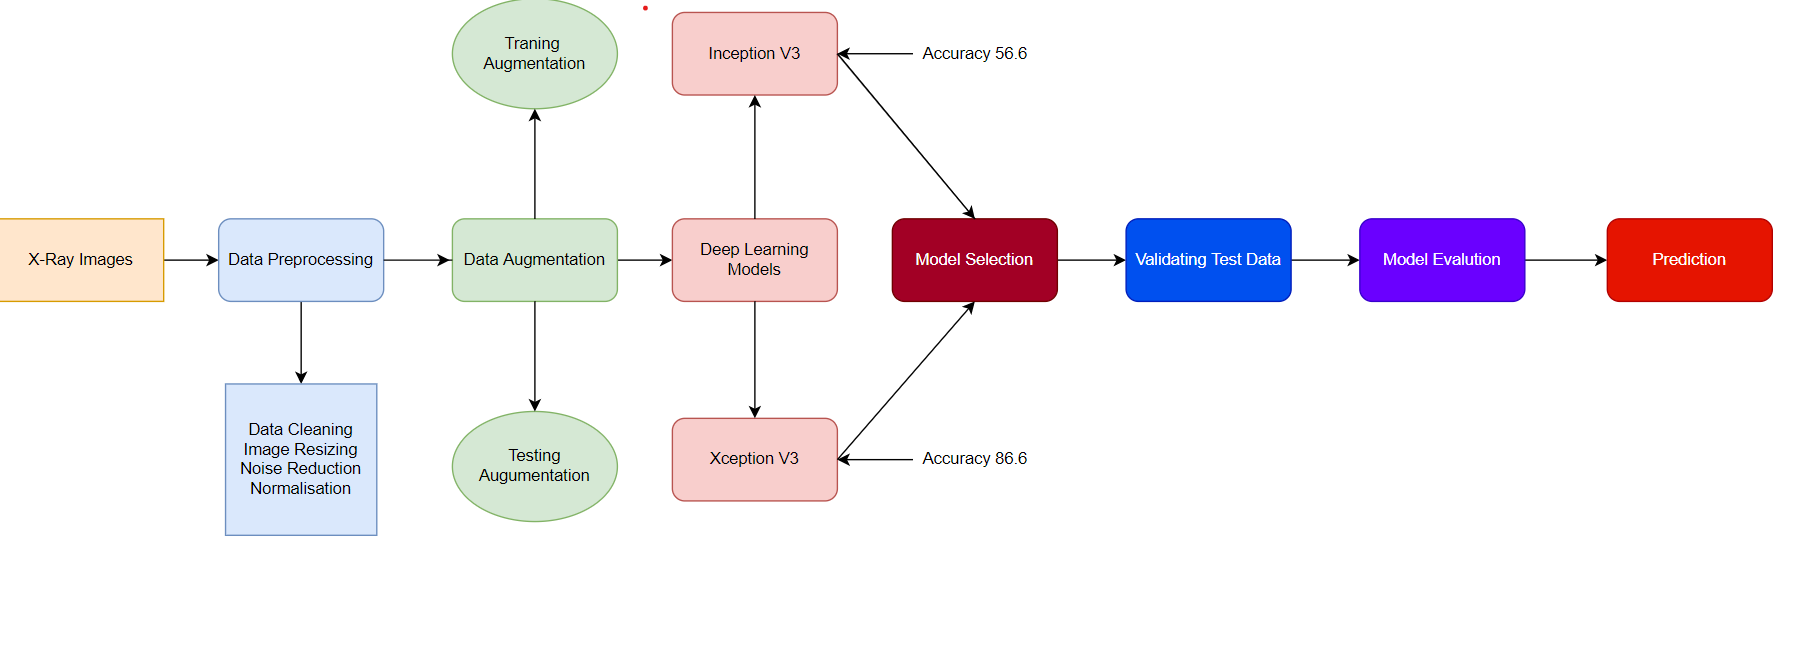 Traning
Augmentation
Inception V3
Accuracy 56.6
X-Ray Images
Data Preprocessing
Data Augmentation
Deep Learning
Models
Model Selection
Validating Test Data
Model Evalution
Prediction
Data Cleaning
Image Resizing
Noise Reduction
Normalisation
Testing
Augumentation
Xception V3
Accuracy 86.6